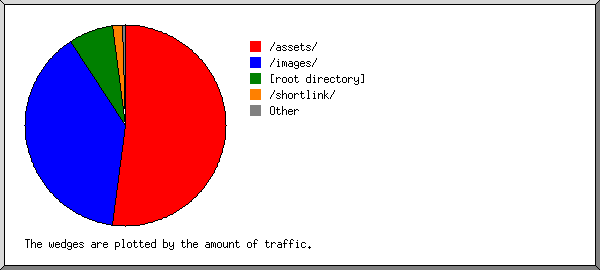 /assets/
/images/
[root directory]
/shortlink/
Other
The wedges are plotted by the amount of traffic.